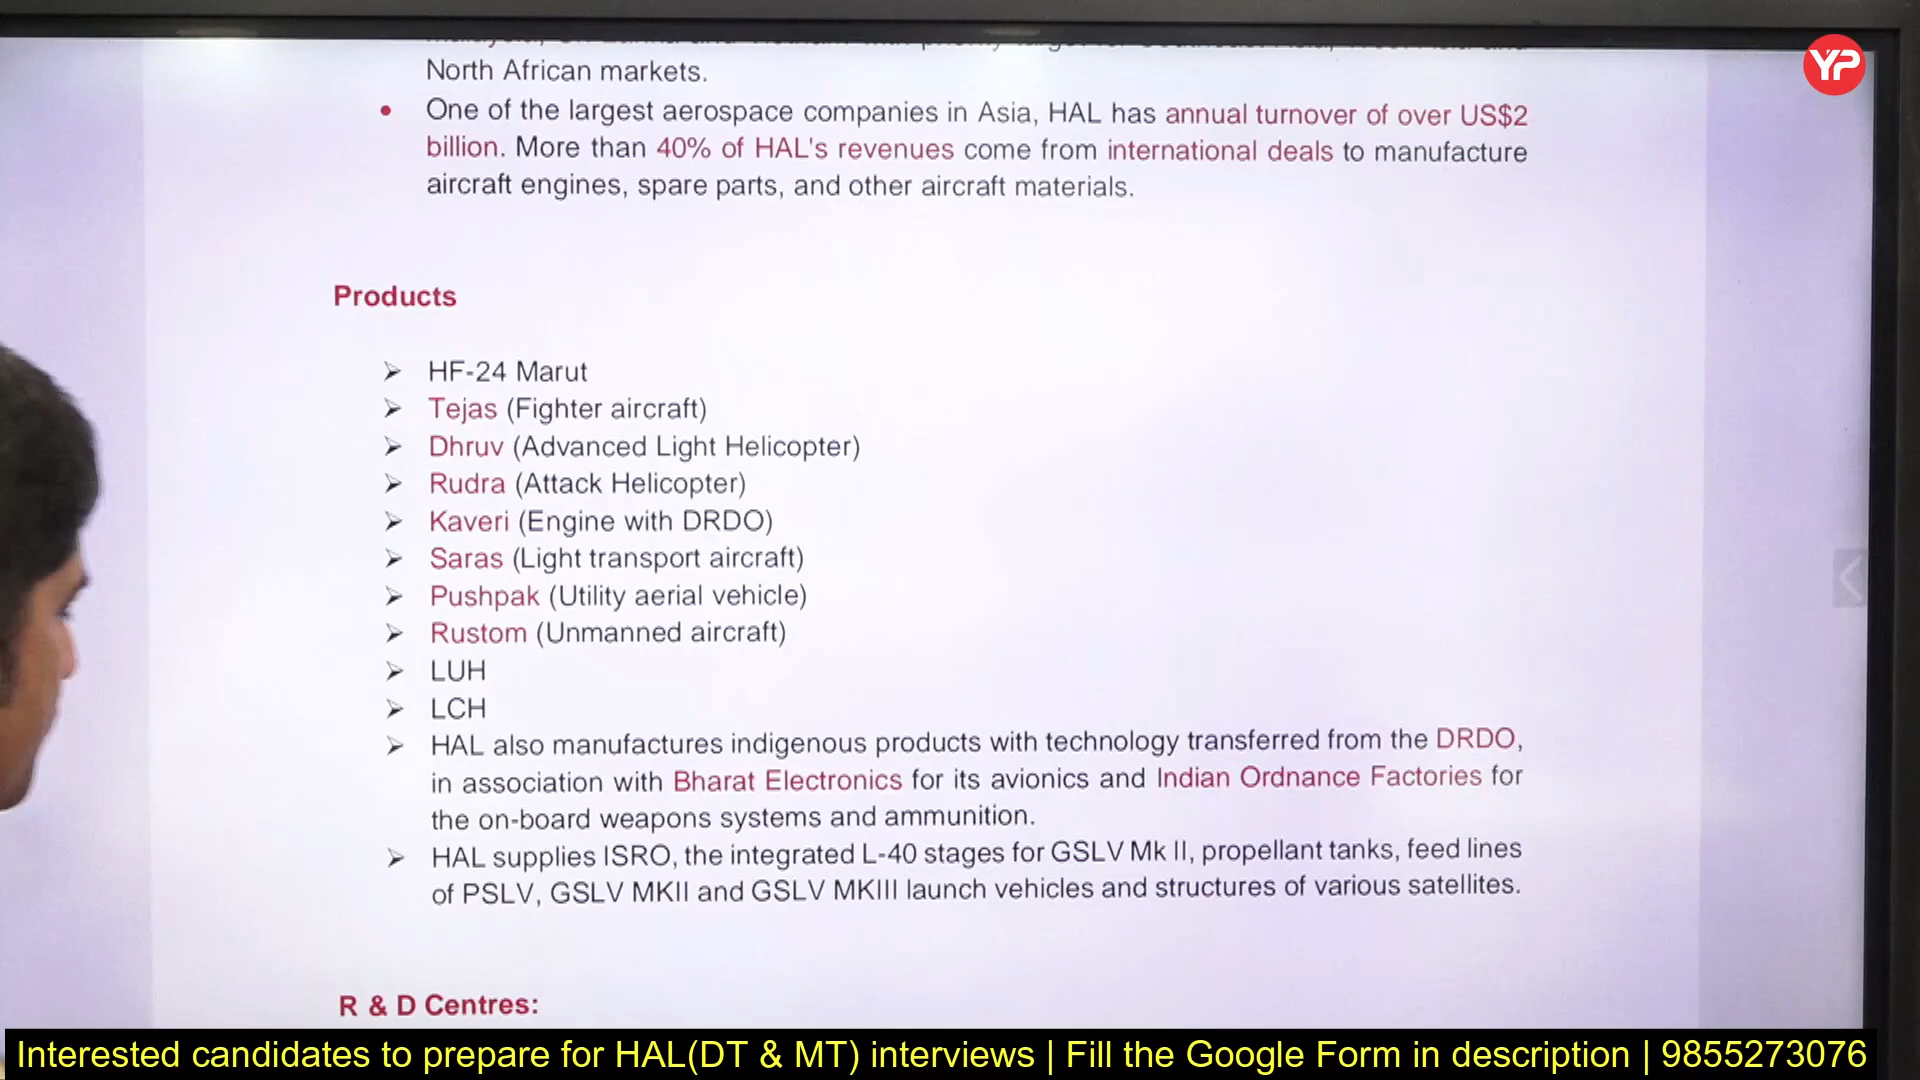 YP
North African markets.
• One of the largest aerospace companies in Asia, HAL has annual turnover of over US$2
billion. More than 40% of HAL's revenues come from international deals to manufacture
aircraft engines, spare parts, and other aircraft materials.
Products
➢ HF-24 Marut
➢ Tejas (Fighter aircraft)
➢ Dhruv (Advanced Light Helicopter)
➢ Rudra (Attack Helicopter)
➢ Kaveri (Engine with DRDO)
➢ Saras (Light transport aircraft)
➢ Pushpak (Utility aerial vehicle)
➢ Rustom (Unmanned aircraft)
➢ LUH
➢ LCH
➢ HAL also manufactures indigenous products with technology transferred from the DRDO,
in association with Bharat Electronics for its avionics and Indian Ordnance Factories for
the on-board weapons systems and ammunition.
➢ HAL supplies ISRO, the integrated L-40 stages for GSLV Mk II, propellant tanks, feed lines
of PSLV, GSLV MKII and GSLV MKIII launch vehicles and structures of various satellites.
R & D Centres:
Interested candidates to prepare for HAL(DT & MT) interviews | Fill the Google Form in description | 9855273076